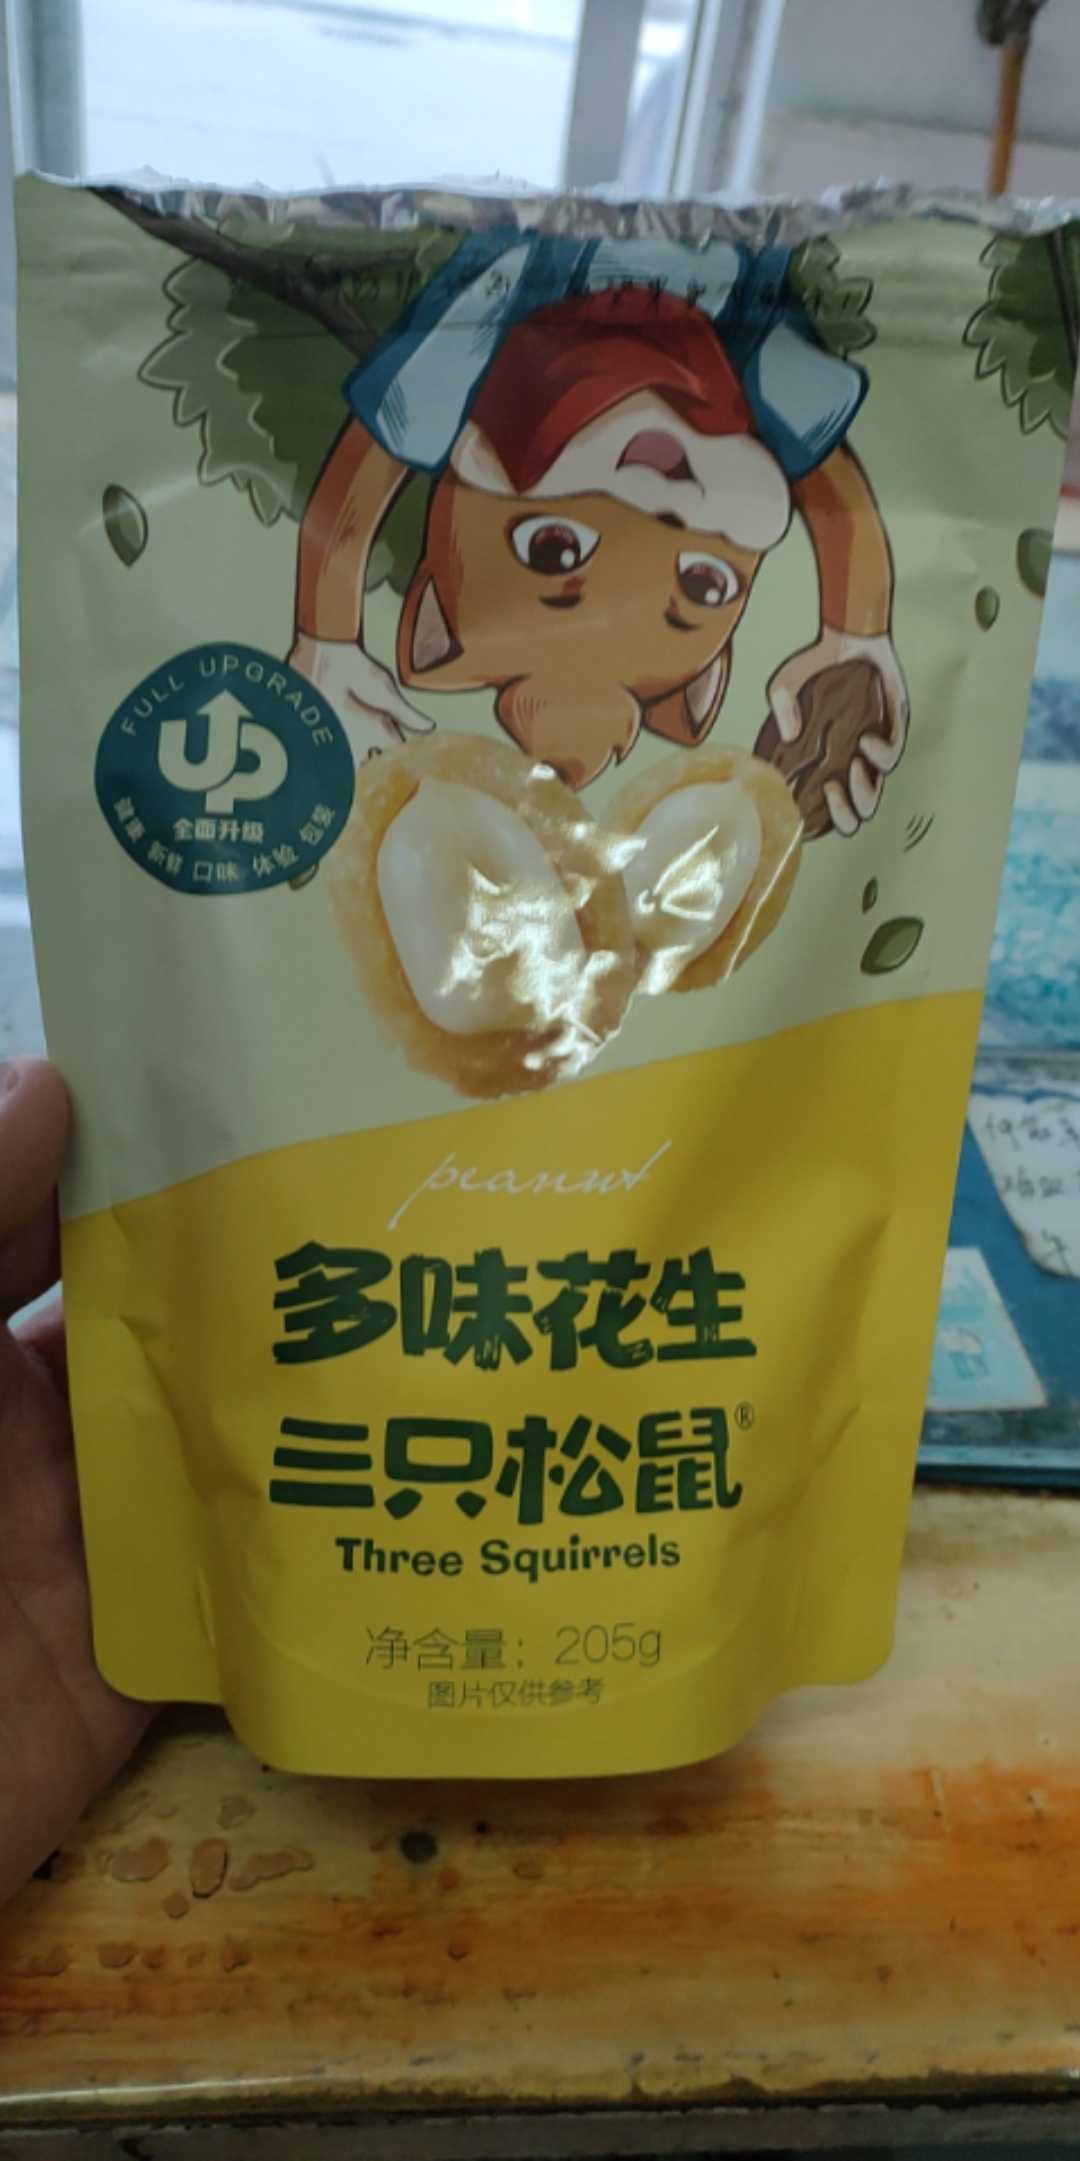 FULL UPGRADE
UP
全面升级
健康 新鲜 口味 体验 包装
peanut
多味花生
三只松鼠®
Three Squirrels
净含量：205g
图片仅供参考